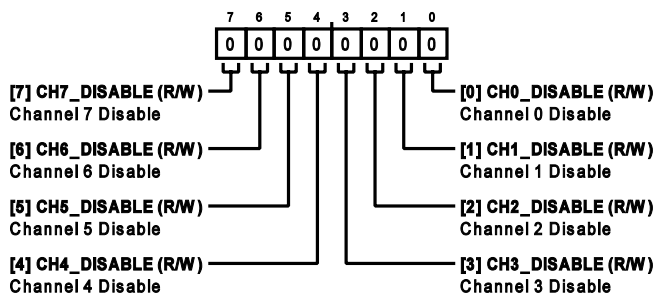 7 6 5 4 3 2 1 0
0 0 0 0 0 0 0 0
[7] CH7_DISABLE (R/W)
Channel 7 Disable
[6] CH6_DISABLE (R/W)
Channel 6 Disable
[5] CH5_DISABLE (R/W)
Channel 5 Disable
[4] CH4_DISABLE (R/W)
Channel 4 Disable
[0] CH0_DISABLE (R/W)
Channel 0 Disable
[1] CH1_DISABLE (R/W)
Channel 1 Disable
[2] CH2_DISABLE (R/W)
Channel 2 Disable
[3] CH3_DISABLE (R/W)
Channel 3 Disable